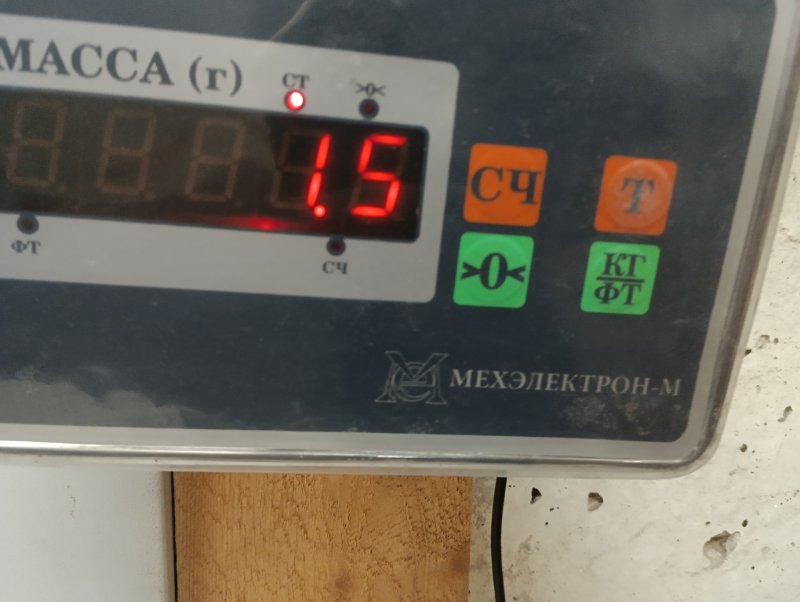 МАССА (г)
СТ >0<
1.5
ФТ СЧ
СЧ Т
>0< КГ
ФТ
МЕХЭЛЕКТРОН-М